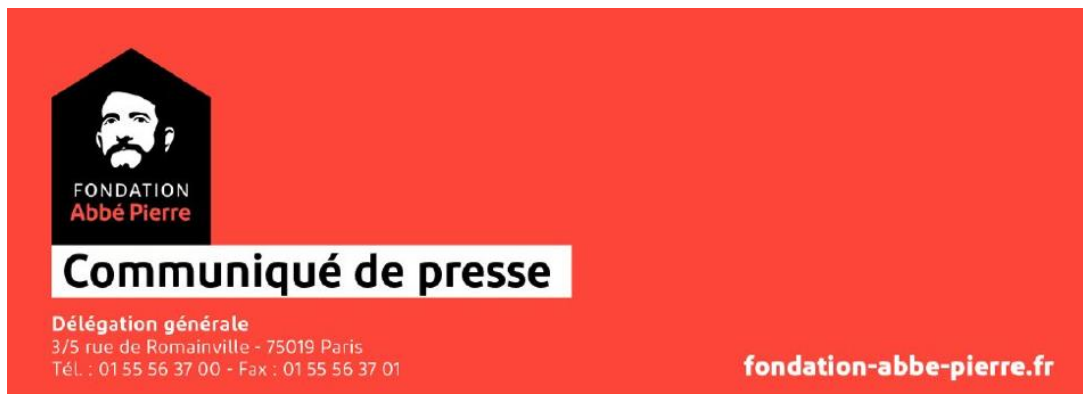 FONDATION
Abbé Pierre
Communiqué de presse
Délégation générale
3/5 rue de Romainville - 75019 Paris
Tél. : 01 55 56 37 00 - Fax : 01 55 56 37 01
fondation-abbe-pierre.fr